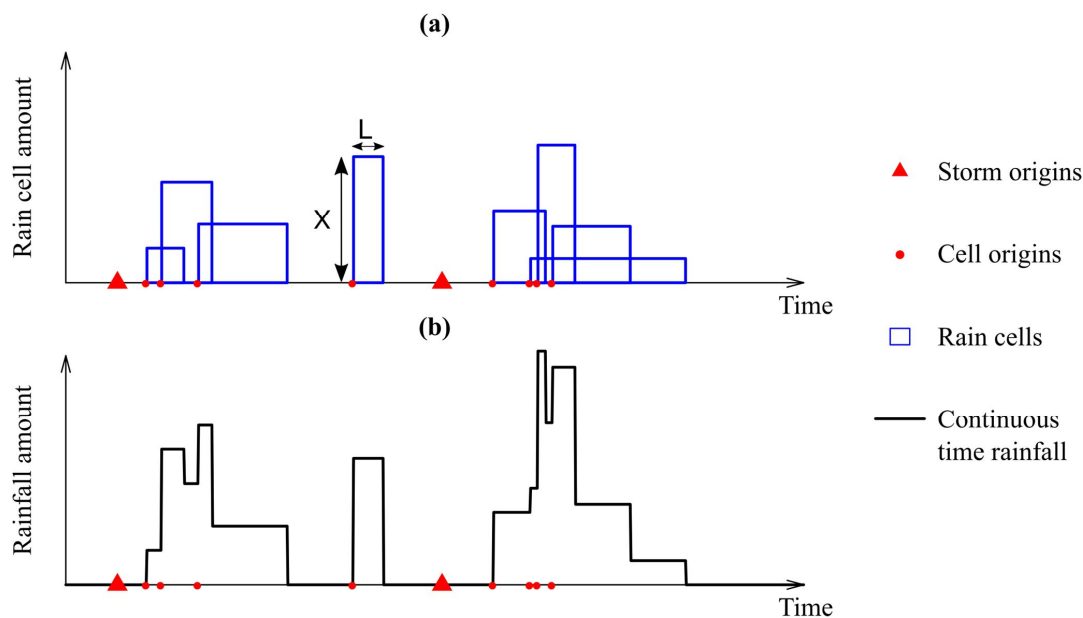 (a)
Rain cell amount
L
X
Time
(b)
Rainfall amount
Time
Storm origins
Cell origins
Rain cells
Continuous
time rainfall